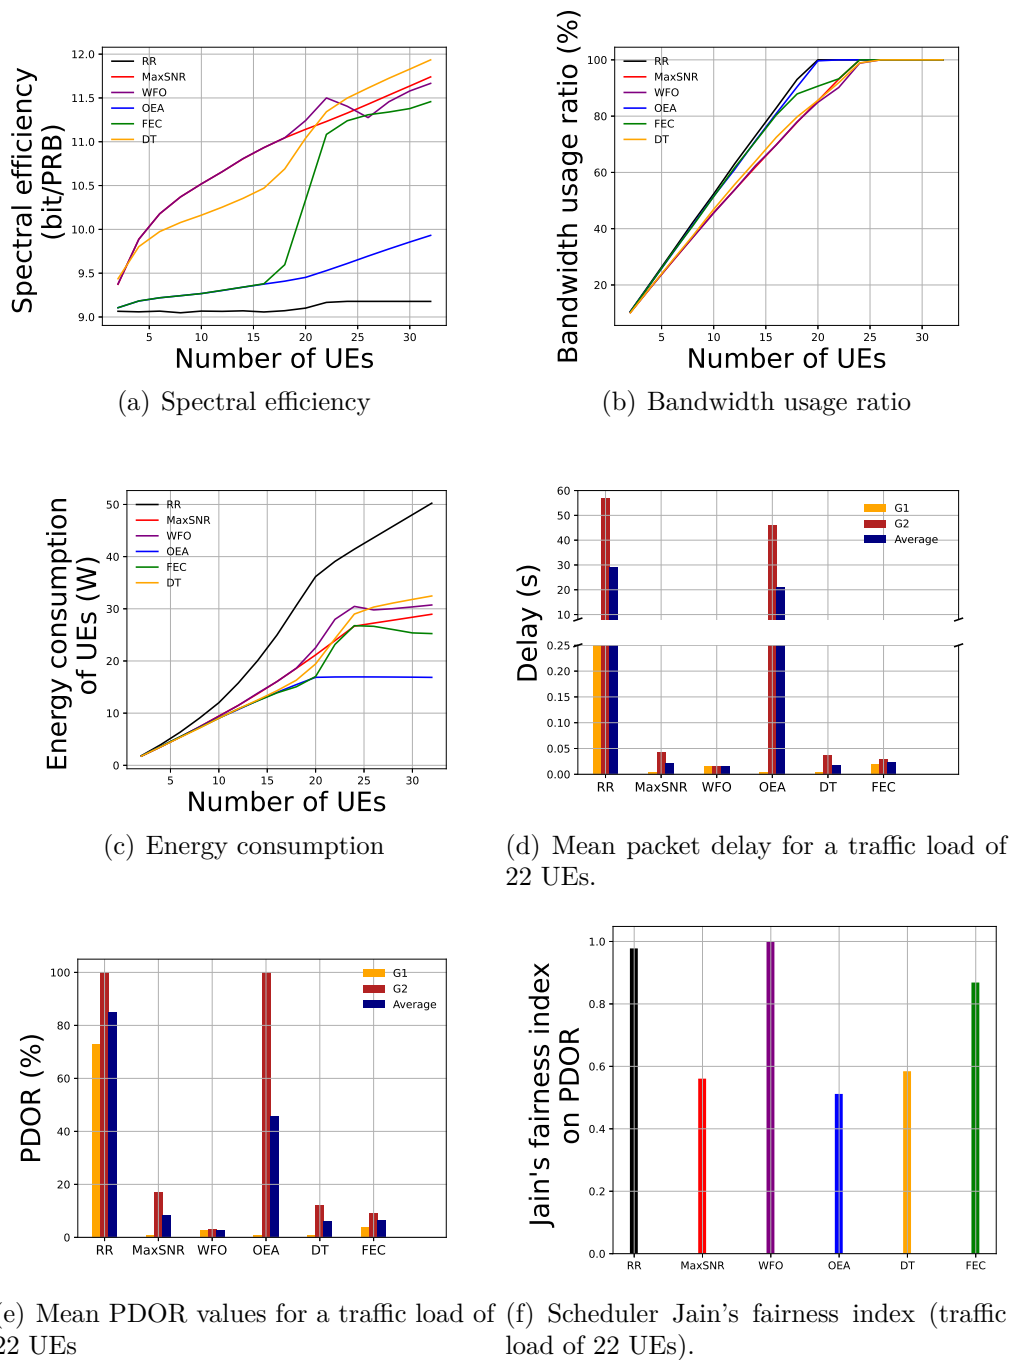 Spectral efficiency
(bit/PRB)
12.0
11.5
11.0
10.5
10.0
9.5
9.0
RR
MaxSNR
WFO
OEA
FEC
DT
5 10 15 20 25 30
Number of UEs
(a) Spectral efficiency
Bandwidth usage ratio (%)
100
80
60
40
20
RR
MaxSNR
WFO
OEA
FEC
DT
5 10 15 20 25 30
Number of UEs
(b) Bandwidth usage ratio
Energy consumption
of UEs (W)
50
40
30
20
10
0
RR
MaxSNR
WFO
OEA
FEC
DT
5 10 15 20 25 30
Number of UEs
(c) Energy consumption
Delay (s)
60
50
40
30
20
10
0.25
0.20
0.15
0.10
0.05
0.00
G1
G2
Average
RR MaxSNR WFO OEA DT FEC
(d) Mean packet delay for a traffic load of
22 UEs.
PDOR (%)
100
80
60
40
20
0
G1
G2
Average
RR MaxSNR WFO OEA DT FEC
(e) Mean PDOR values for a traffic load of
22 UEs
Jain's fairness index
on PDOR
1.0
0.8
0.6
0.4
0.2
0.0
RR MaxSNR WFO OEA DT FEC
(f) Scheduler Jain's fairness index (traffic
load of 22 UEs).